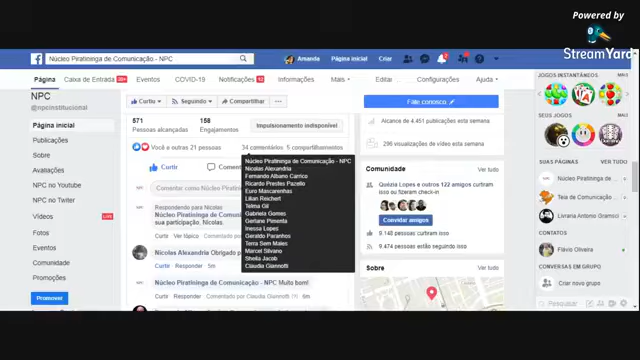 Powered by
StreamYard
Núcleo Piratininga de Comunicação - NPC
Amanda
Página inicial
Criar
Página
Caixa de Entrada
Eventos
COVID-19
Notificações
Informações
Mais
Configurações
Ajuda
NPC
@npcinstitucional
Página inicial
Publicações
Sobre
Avaliações
NPC no Youtube
NPC no Twiter
Vídeos
Fotos
Eventos
Comunidade
Promoções
Promover
Curtiu
Seguindo
Compartilhar
Fale conosco
571
Pessoas alcançadas
158
Engajamentos
Impulsionamento indisponível
Você e outras 21 pessoas
34 comentários
5 compartilhamentos
Curtir
Núcleo Piratininga de Comunicação - NPC
Nicolas Alexandria
Fernando Albano Carrico
Ricardo Prestes Pazello
Euro Mascarenhas
Lilian Reichert
Telma Gil
Gabriela Gomes
Gerlane Pimenta
Inessa Lopes
Geraldo Paranhos
Terra Sem Males
Marcel Silvano
Sheila Jacob
Claudia Giannotti
Respondendo para Nicolas
sua participação, Nicolas.
Curtir
Ver tópico
Nicolas Alexandria Obrigado
Curtir
Responder
5m
Núcleo Piratininga de Comunicação - NPC Muito bom!
Curtir
Responder
Comentado por Claudia Giannotti
6m
Alcance de 4.451 publicações esta semana
296 visualizações de vídeo esta semana
Comunidade
Ver tudo
Quézia Lopes e outros 122 amigos curtiram isso ou fizeram check-in
Convidar amigos
9.148 pessoas curtiram isso
9.474 pessoas estão seguindo isso
Sobre
Ver tudo
JOGOS INSTANTÂNEOS
MAIS
SEUS JOGOS
MAIS
SUAS PÁGINAS
VER TUDO
Núcleo Piratininga de
Teia de Comunicação
Livraria Antonio Gramsci
CONTATOS
Flávio Oliveira
CONVERSAS EM GRUPO
Criar novo grupo
Pesquisar